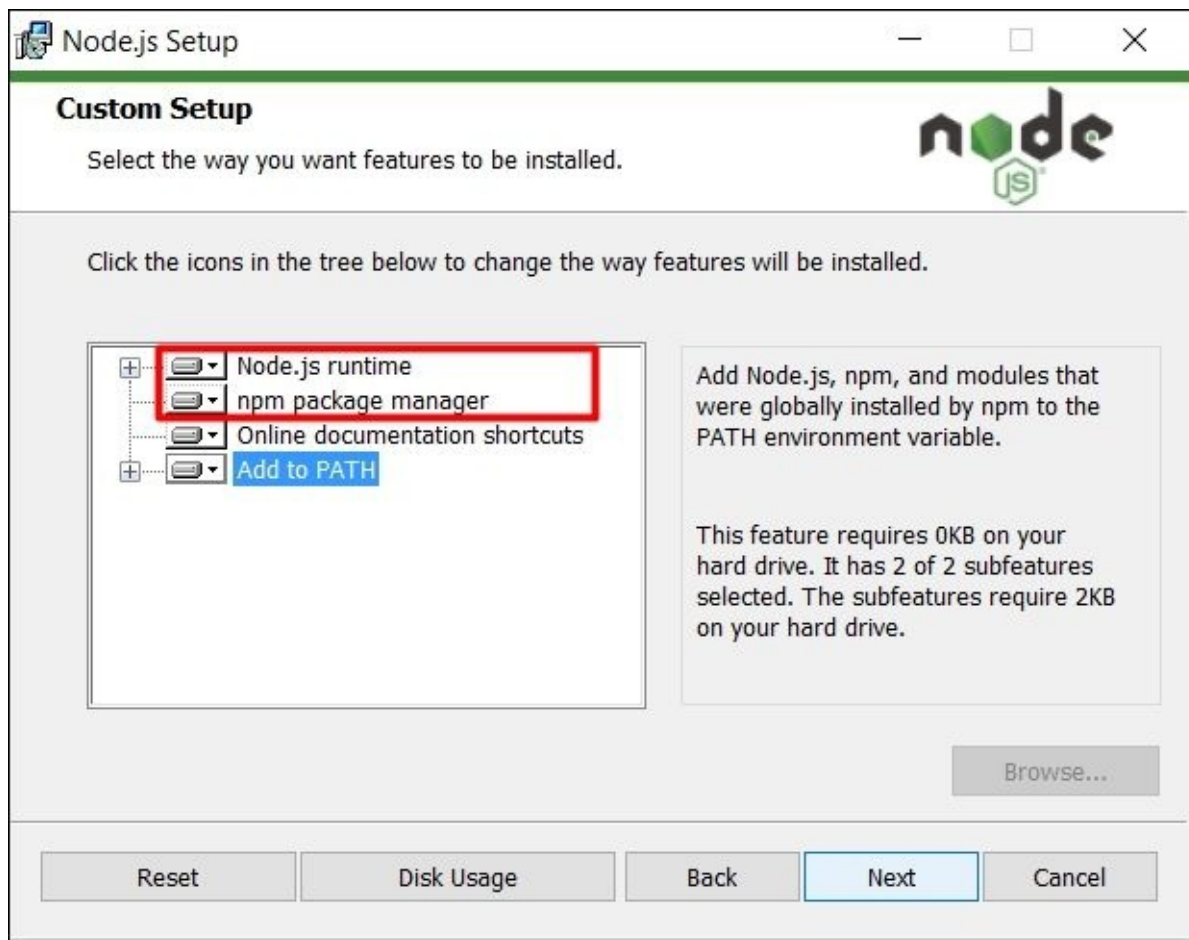 Node.js Setup
Custom Setup
Select the way you want features to be installed.
node
JS
Click the icons in the tree below to change the way features will be installed.
Node.js runtime
npm package manager
Online documentation shortcuts
Add to PATH
Add Node.js, npm, and modules that
were globally installed by npm to the
PATH environment variable.
This feature requires 0KB on your
hard drive. It has 2 of 2 subfeatures
selected. The subfeatures require 2KB
on your hard drive.
Browse...
Reset
Disk Usage
Back
Next
Cancel